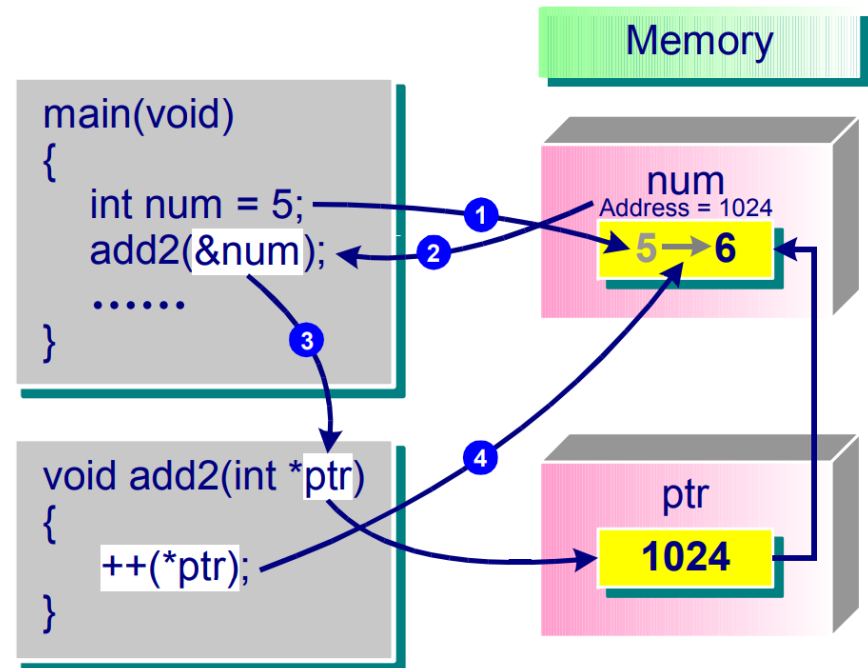 Memory
main(void)
{
int num = 5;
add2(&num);
......
}
1
2
3
num
Address = 1024
5 6
void add2(int *ptr)
{
++(*ptr);
}
4
ptr
1024